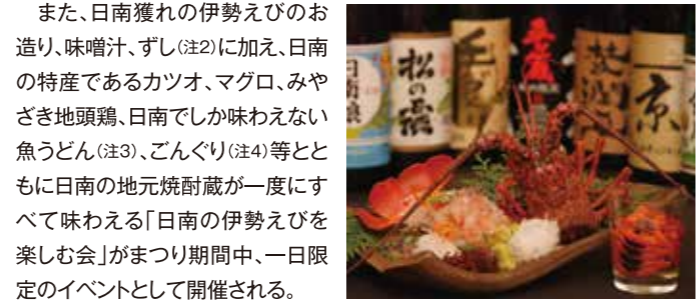 また、日南獲れの伊勢えびのお
造り、味噌汁、ずし(注2)に加え、日南
の特産であるカツオ、マグロ、みや
ざき地頭鶏、日南でしか味わえない
魚うどん(注3)、ごんぐり(注4)等とと
もに日南の地元焼酎蔵が一度にす
べて味わえる「日南の伊勢えびを
楽しむ会」がまつり期間中、一日限
定のイベントとして開催される。
日南娘
松の露
京